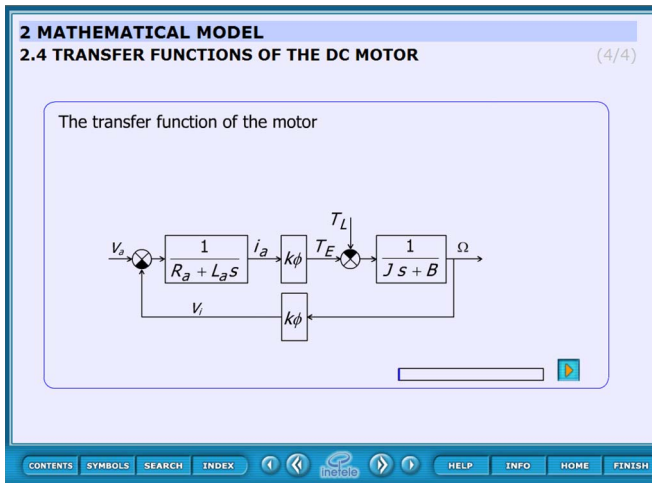 2 MATHEMATICAL MODEL
2.4 TRANSFER FUNCTIONS OF THE DC MOTOR (4/4)
The transfer function of the motor
T_L
V_a 1 i_a kϕ T_E 1 Ω
R_a + L_a s J s + B
V_i kϕ
CONTENTS SYMBOLS SEARCH INDEX inetele HELP INFO HOME FINISH